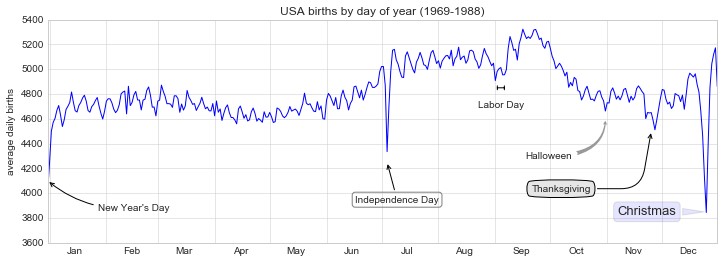 USA births by day of year (1969-1988)
average daily births
5400
5200
5000
4800
4600
4400
4200
4000
3800
3600
Labor Day
Halloween
Thanksgiving
Independence Day
New Year's Day
Christmas
Jan Feb Mar Apr May Jun Jul Aug Sep Oct Nov Dec